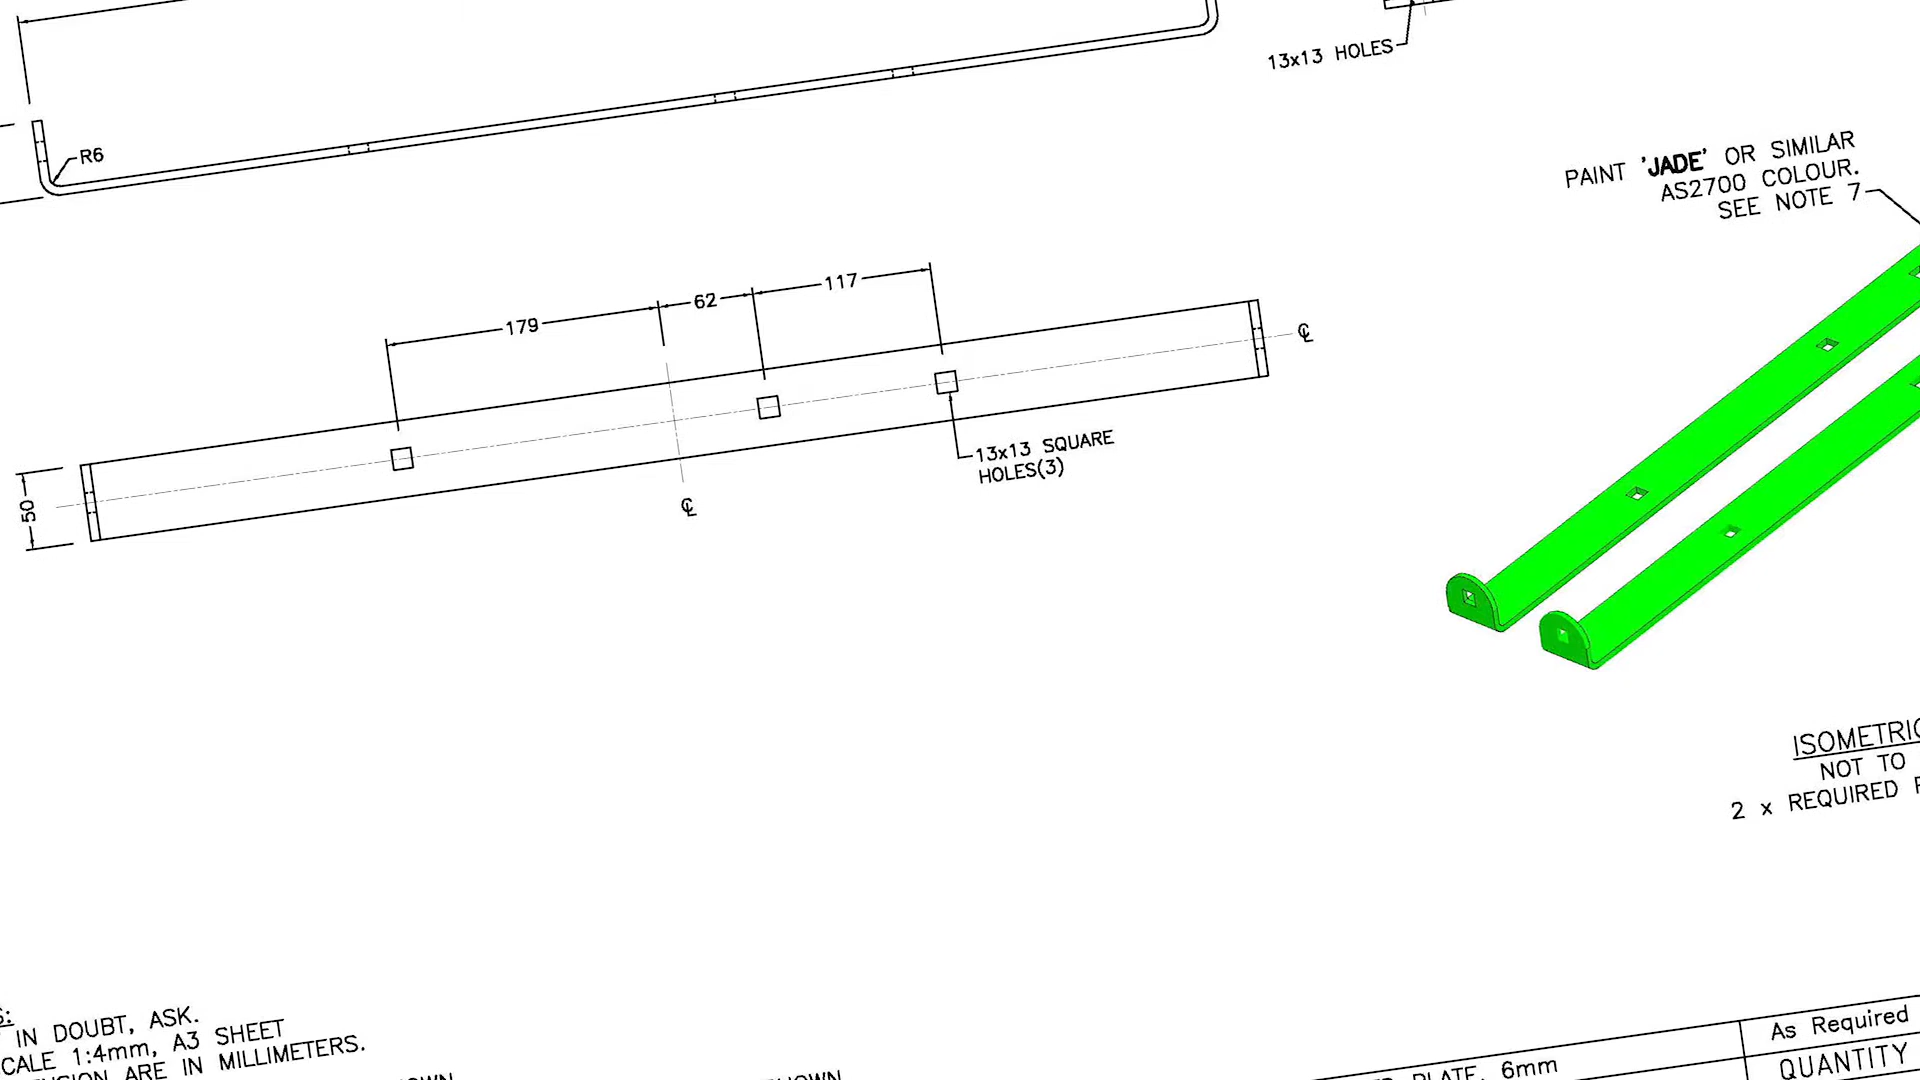 13x13 HOLES
R6
PAINT 'JADE' OR SIMILAR
AS2700 COLOUR.
SEE NOTE 7
179
62
117
℄
13x13 SQUARE
HOLES(3)
50
℄
ISOMETRIC
NOT TO
2 x REQUIRED
IN DOUBT, ASK.
1:4mm, A3 SHEET
ARE IN MILLIMETERS.
PLATE, 6mm
As Required
QUANTITY